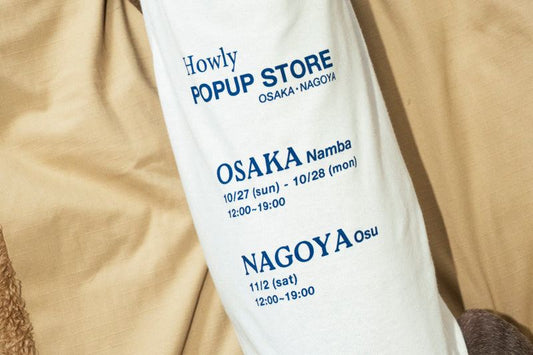 Howly
POPUP STORE
OSAKA・NAGOYA
OSAKA Namba
10/27 (sun) - 10/28 (mon)
12:00~19:00
NAGOYA Osu
11/2 (sat)
12:00~19:00